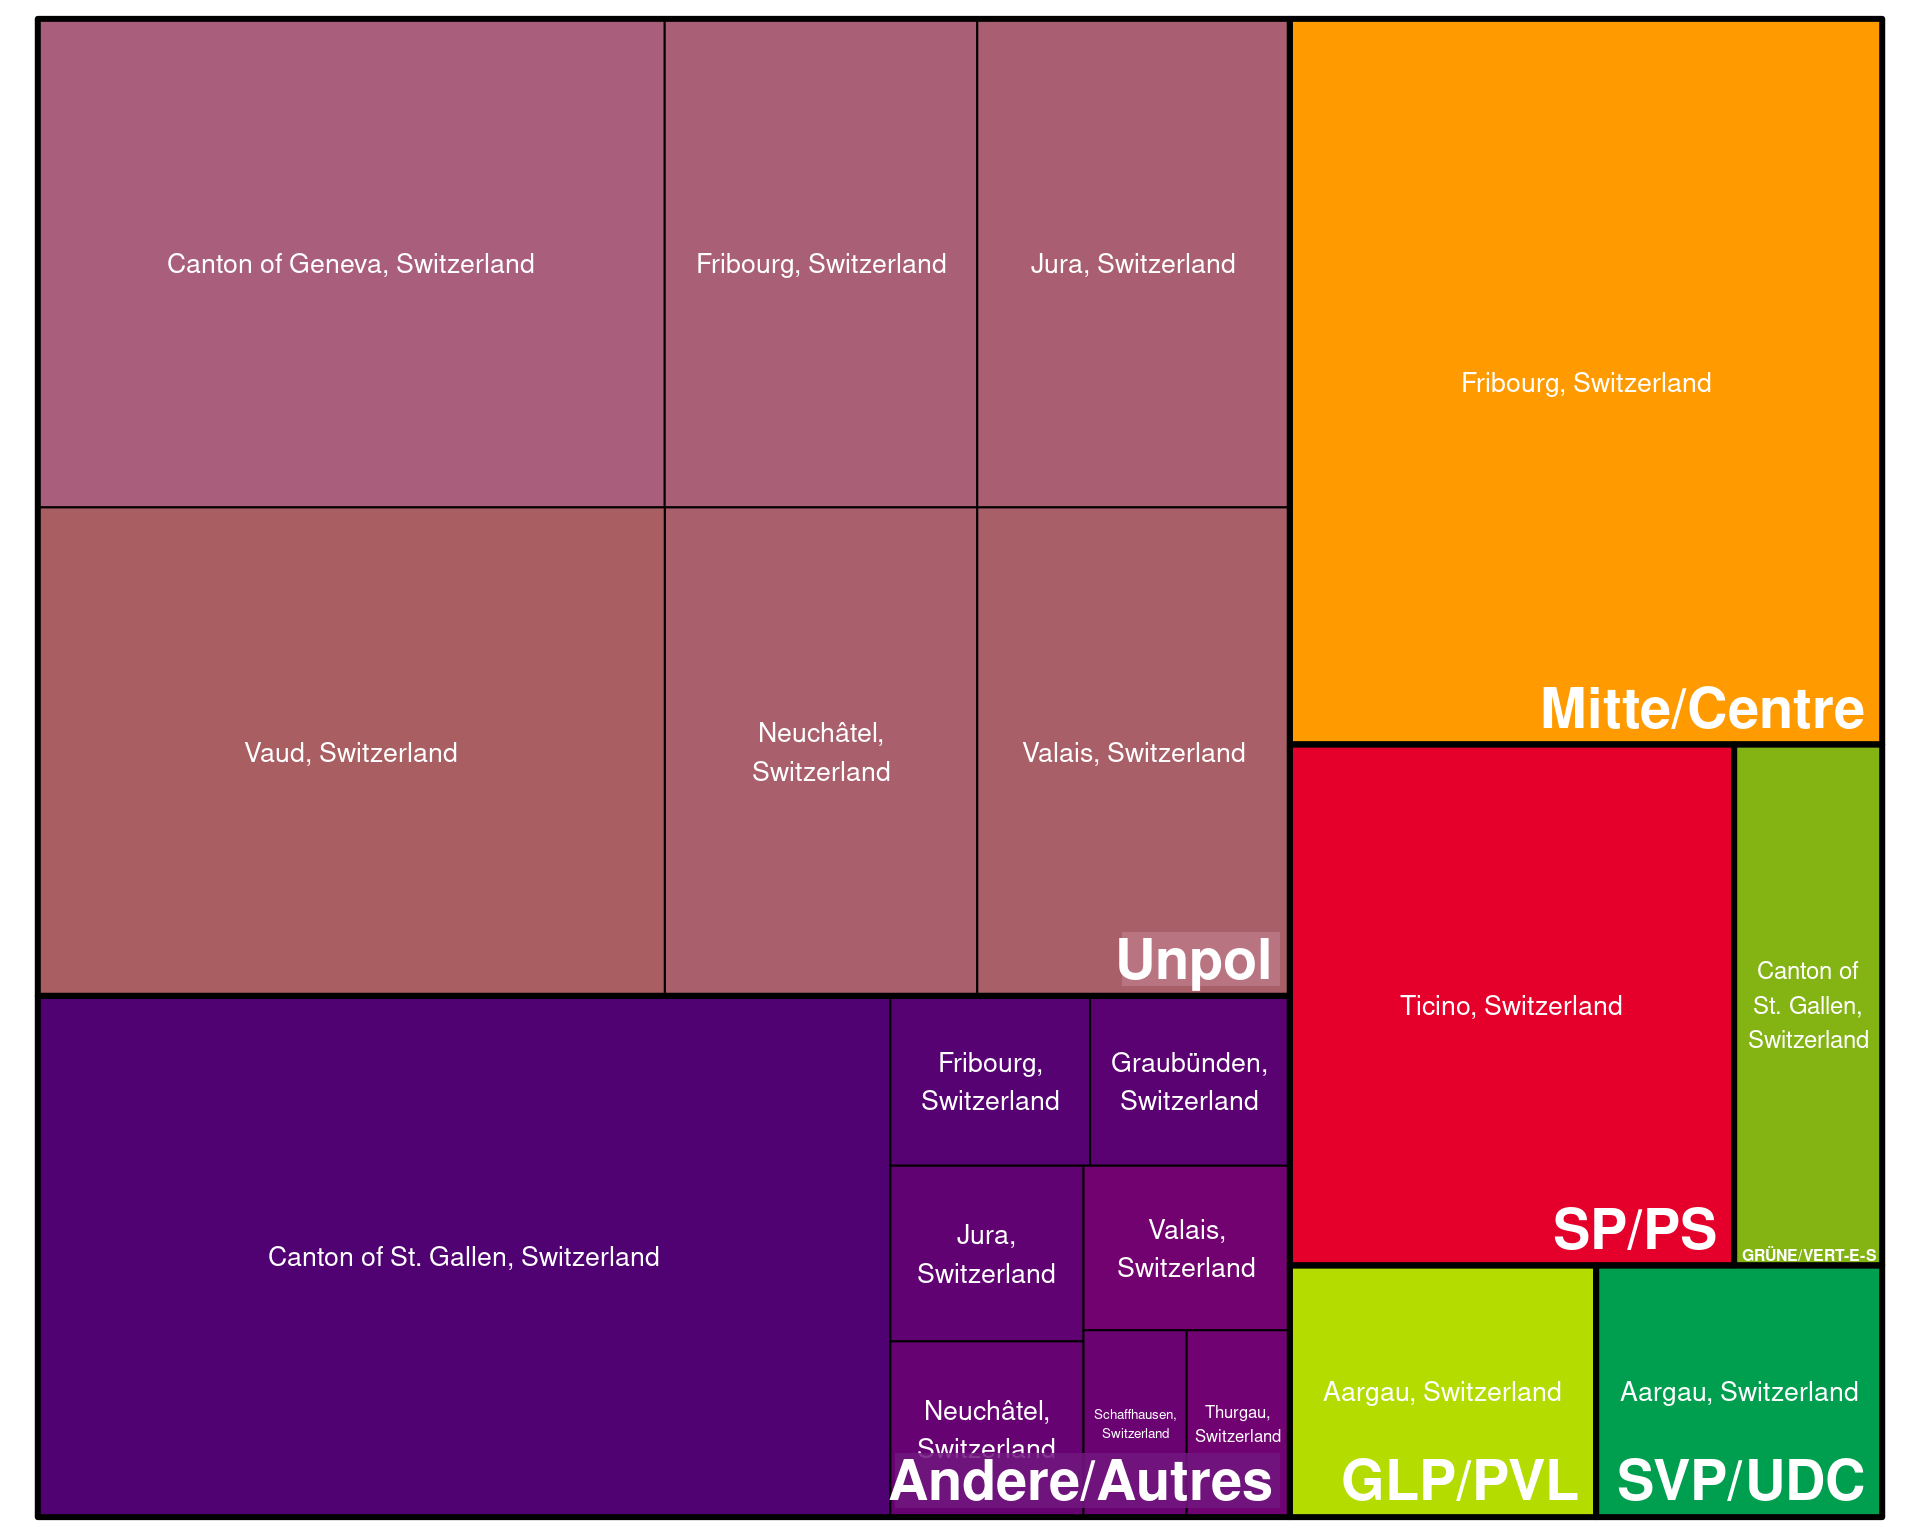 Canton of Geneva, Switzerland
Fribourg, Switzerland
Jura, Switzerland
Vaud, Switzerland
Neuchâtel,
Switzerland
Valais, Switzerland
Unpol
Fribourg, Switzerland
Mitte/Centre
Ticino, Switzerland
SP/PS
Canton of
St. Gallen,
Switzerland
GRÜNE/VERT-E-S
Canton of St. Gallen, Switzerland
Fribourg,
Switzerland
Graubünden,
Switzerland
Jura,
Switzerland
Valais,
Switzerland
Neuchâtel,
Switzerland
Schaffhausen,
Switzerland
Thurgau,
Switzerland
Andere/Autres
Aargau, Switzerland
GLP/PVL
Aargau, Switzerland
SVP/UDC